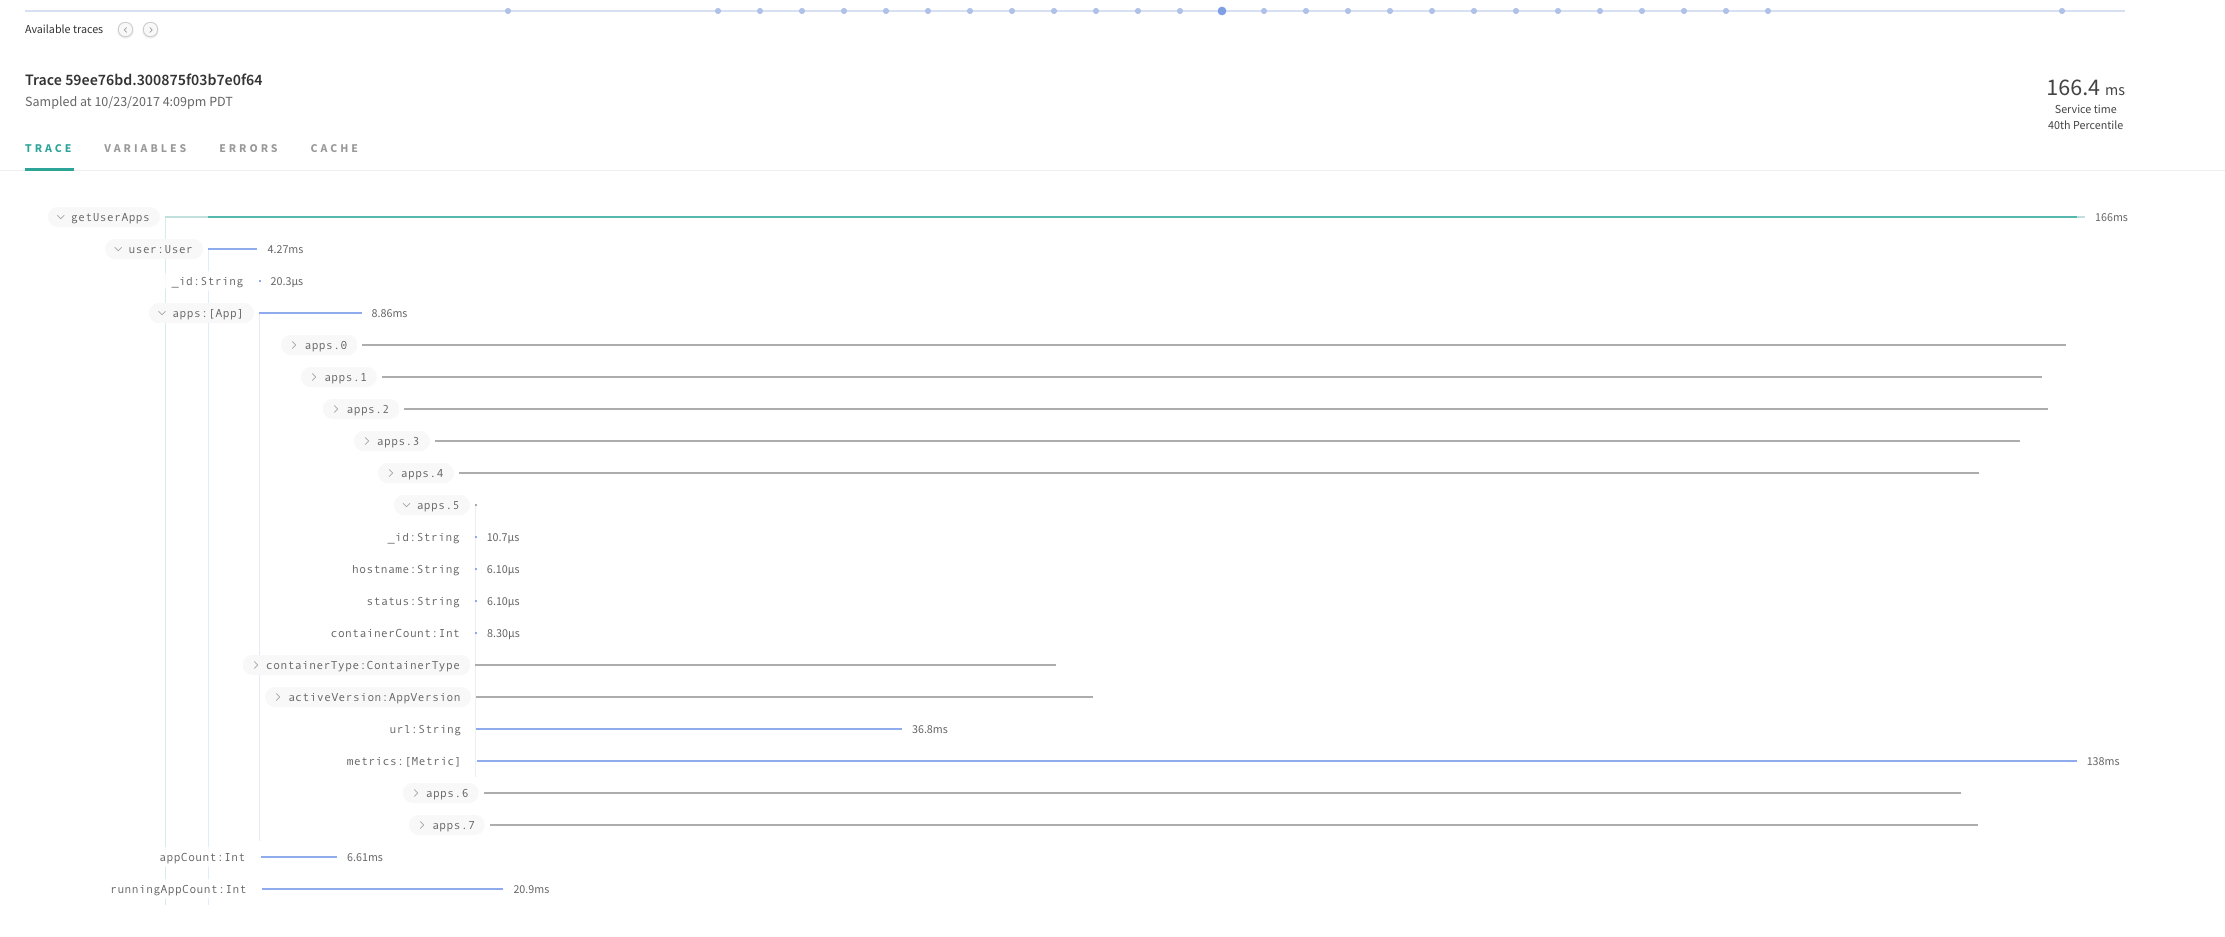 Available traces
Trace 59ee76bd.300875f03b7e0f64
Sampled at 10/23/2017 4:09pm PDT
166.4 ms
Service time
40th Percentile
TRACE VARIABLES ERRORS CACHE
getUserApps 166ms
user:User 4.27ms
_id:String 20.3µs
apps:[App] 8.86ms
apps.0
apps.1
apps.2
apps.3
apps.4
apps.5
_id:String 10.7µs
hostname:String 6.10µs
status:String 6.10µs
containerCount:Int 8.30µs
containerType:ContainerType
activeVersion:AppVersion
url:String 36.8ms
metrics:[Metric] 138ms
apps.6
apps.7
appCount:Int 6.61ms
runningAppCount:Int 20.9ms